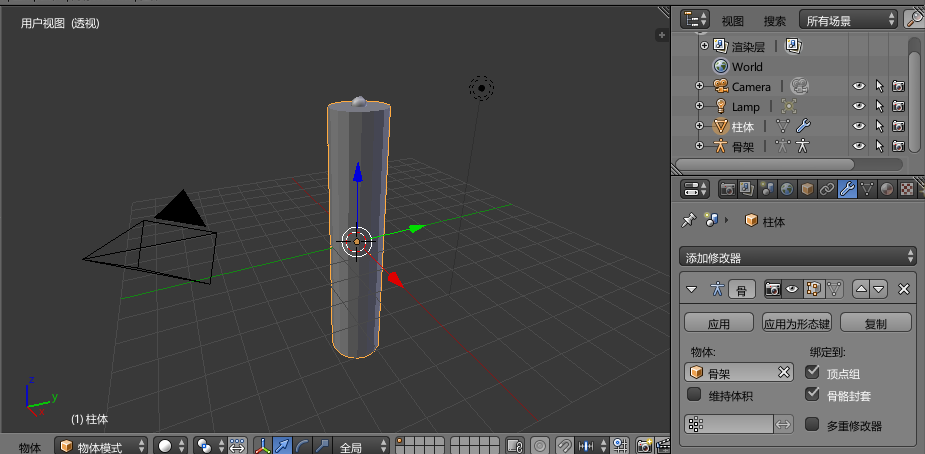 用户视图 (透视)
z
y
(1) 柱体
物体
物体模式
全局
视图
搜索
所有场景
渲染层
World
Camera
Lamp
柱体
骨架
柱体
添加修改器
骨
应用
应用为形态键
复制
物体:
绑定到:
骨架
顶点组
维持体积
骨骼封套
多重修改器